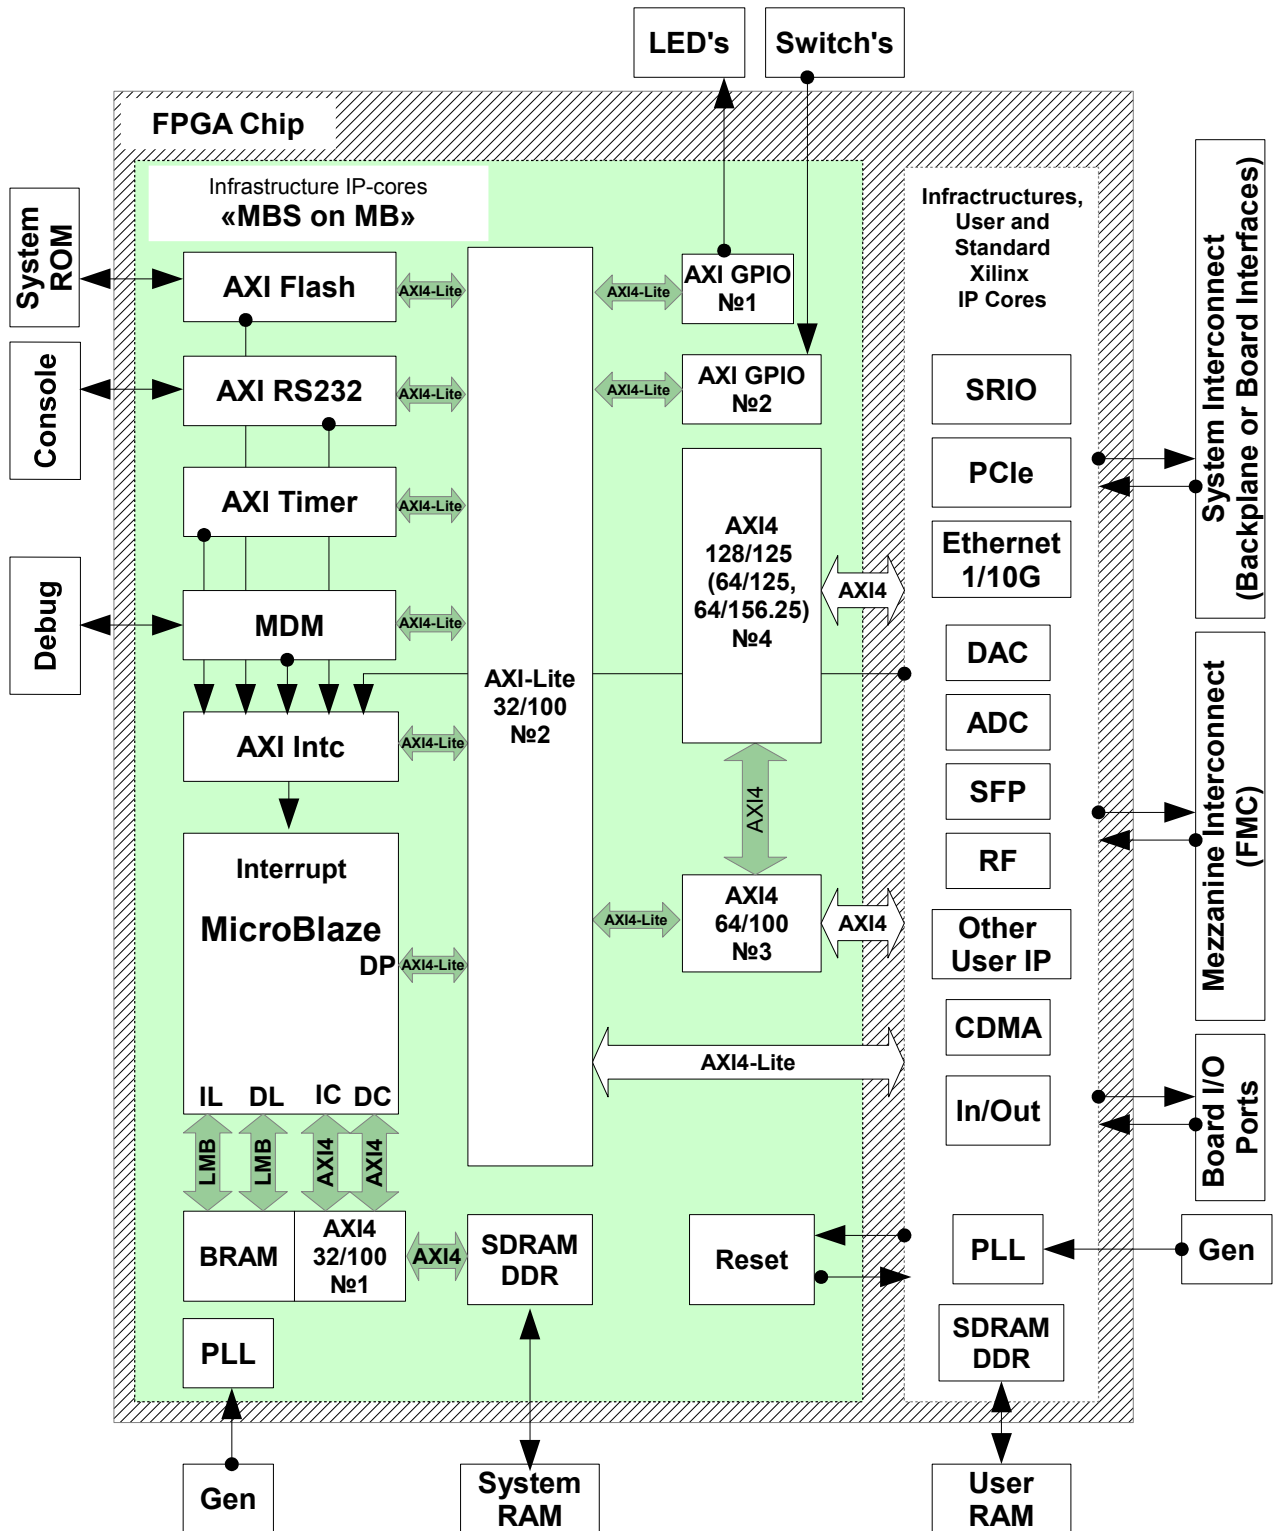 LED's
Switch's
FPGA Chip
Infrastructure IP-cores
«MBS on MB»
System
ROM
Console
Debug
AXI Flash
AXI4-Lite
AXI RS232
AXI4-Lite
AXI Timer
AXI4-Lite
MDM
AXI4-Lite
AXI Intc
AXI4-Lite
Interrupt
MicroBlaze
DP
AXI4-Lite
IL
DL
IC
DC
LMB
LMB
AXI4
AXI4
BRAM
AXI4
32/100
№1
AXI4
SDRAM
DDR
PLL
Gen
System
RAM
AXI-Lite
32/100
№2
AXI4-Lite
AXI GPIO
№1
AXI4-Lite
AXI GPIO
№2
AXI4
128/125
(64/125,
64/156.25)
№4
AXI4
AXI4
AXI4-Lite
AXI4
64/100
№3
AXI4
AXI4-Lite
Reset
Infractructures,
User and
Standard
Xilinx
IP Cores
SRIO
PCIe
Ethernet
1/10G
DAC
ADC
SFP
RF
Other
User IP
CDMA
In/Out
PLL
SDRAM
DDR
User
RAM
System Interconnect
(Backplane or Board Interfaces)
Mezzanine Interconnect
(FMC)
Board I/O
Ports
Gen